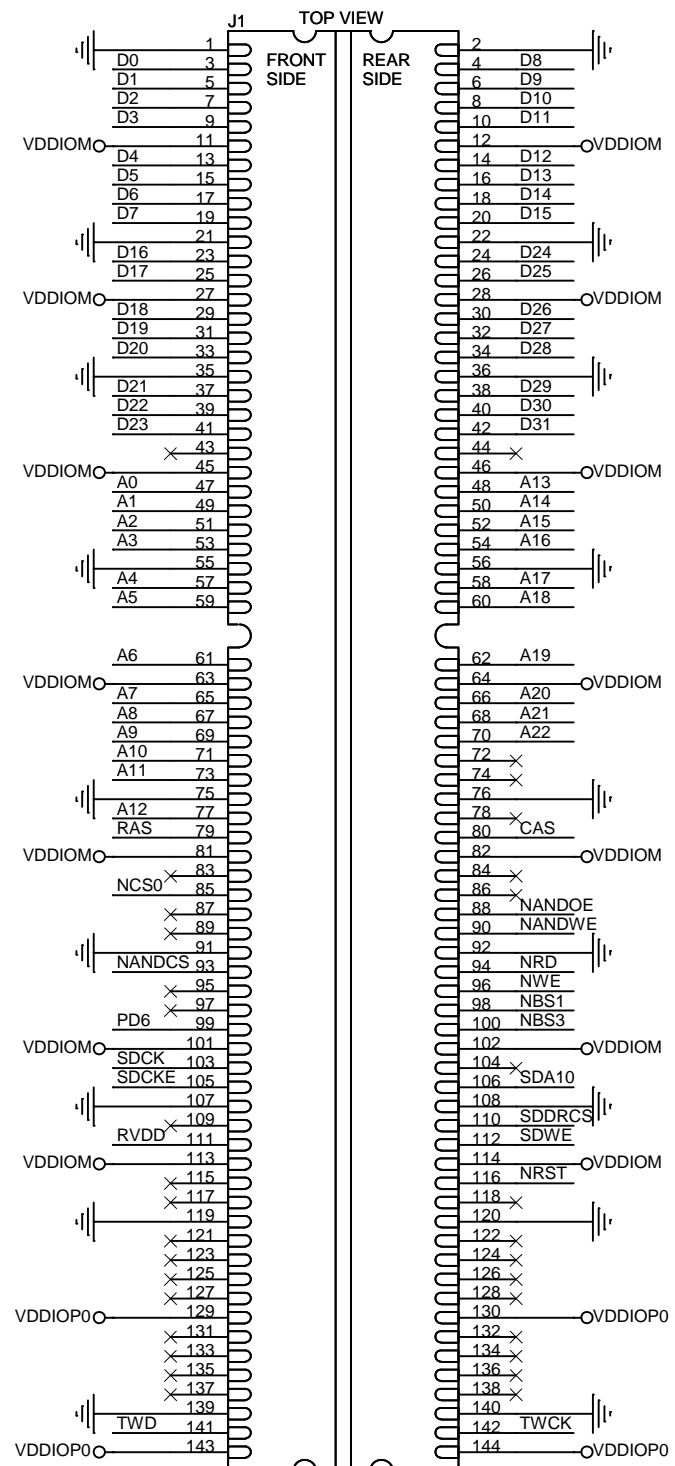 J1 TOP VIEW
FRONT SIDE REAR SIDE
1 2
D0 3 4 D8
D1 5 6 D9
D2 7 8 D10
D3 9 10 D11
VDDIOM 11 12 VDDIOM
D4 13 14 D12
D5 15 16 D13
D6 17 18 D14
D7 19 20 D15
21 22
D16 23 24 D24
D17 25 26 D25
VDDIOM 27 28 VDDIOM
D18 29 30 D26
D19 31 32 D27
D20 33 34 D28
35 36
D21 37 38 D29
D22 39 40 D30
D23 41 42 D31
43 44
VDDIOM 45 46 VDDIOM
A0 47 48 A13
A1 49 50 A14
A2 51 52 A15
A3 53 54 A16
55 56
A4 57 58 A17
A5 59 60 A18
A6 61 62 A19
VDDIOM 63 64 VDDIOM
A7 65 66 A20
A8 67 68 A21
A9 69 70 A22
A10 71 72
A11 73 74
75 76
A12 77 78
RAS 79 80 CAS
VDDIOM 81 82 VDDIOM
83 84
NCS0 85 86
87 88 NANDOE
89 90 NANDWE
91 92
NANDCS 93 94 NRD
95 96 NWE
97 98 NBS1
PD6 99 100 NBS3
VDDIOM 101 102 VDDIOM
SDCK 103 104
SDCKE 105 106 SDA10
107 108
109 110 SDDRCS
RVDD 111 112 SDWE
VDDIOM 113 114 VDDIOM
115 116 NRST
117 118
119 120
121 122
123 124
125 126
127 128
VDDIOP0 129 130 VDDIOP0
131 132
133 134
135 136
137 138
139 140
TWD 141 142 TWCK
VDDIOP0 143 144 VDDIOP0